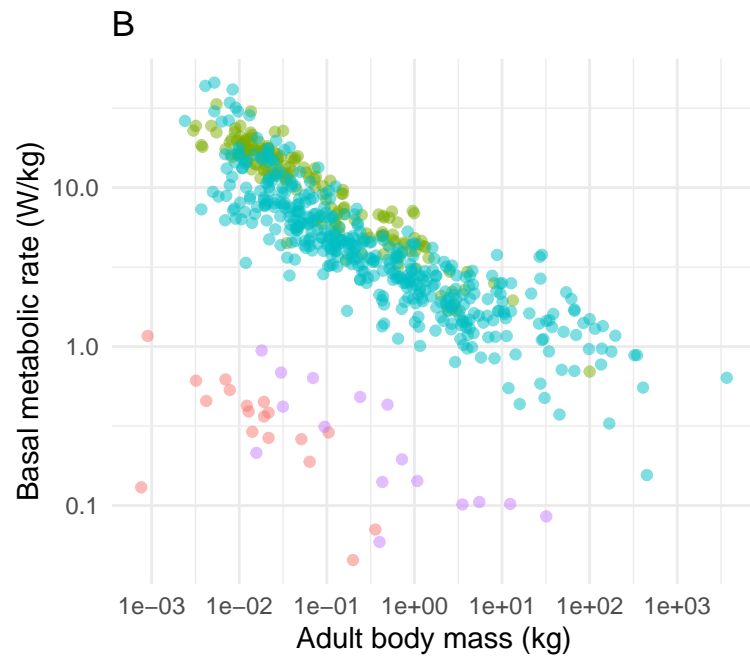 B
Basal metabolic rate (W/kg)
10.0
1.0
0.1
1e−03 1e−02 1e−01 1e+00 1e+01 1e+02 1e+03
Adult body mass (kg)